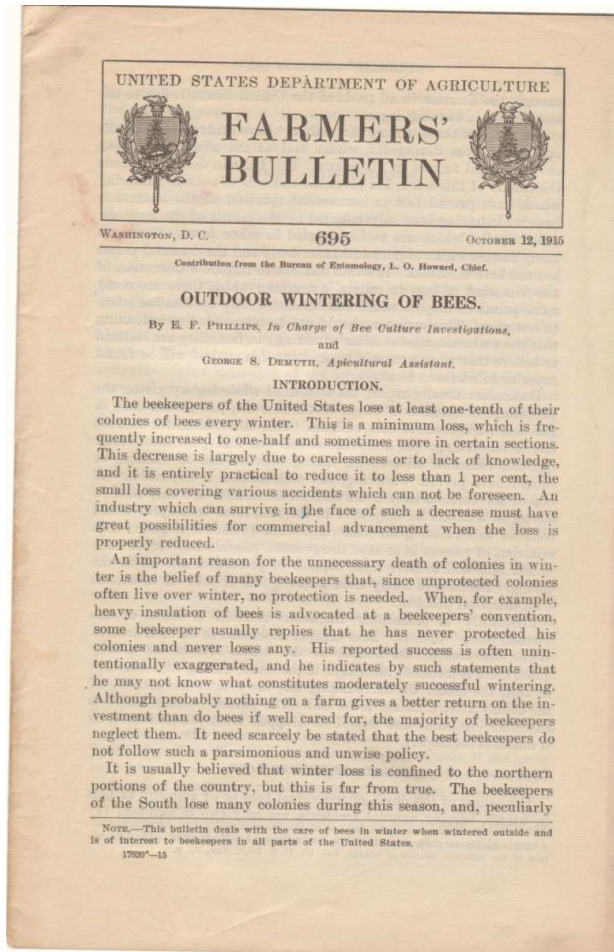 UNITED STATES DEPARTMENT OF AGRICULTURE
FARMERS'
BULLETIN
WASHINGTON, D. C. 695 OCTOBER 12, 1915
Contribution from the Bureau of Entomology, L. O. Howard, Chief.
OUTDOOR WINTERING OF BEES.
By E. F. PHILLIPS, In Charge of Bee Culture Investigations,
and
GEORGE S. DEMUTH, Apicultural Assistant.
INTRODUCTION.
The beekeepers of the United States lose at least one-tenth of their
colonies of bees every winter. This is a minimum loss, which is fre-
quently increased to one-half and sometimes more in certain sections.
This decrease is largely due to carelessness or to lack of knowledge,
and it is entirely practical to reduce it to less than 1 per cent, the
small loss covering various accidents which can not be foreseen. An
industry which can survive in the face of such a decrease must have
great possibilities for commercial advancement when the loss is
properly reduced.
An important reason for the unnecessary death of colonies in win-
ter is the belief of many beekeepers that, since unprotected colonies
often live over winter, no protection is needed. When, for example,
heavy insulation of bees is advocated at a beekeepers' convention,
some beekeeper usually replies that he has never protected his
colonies and never loses any. His reported success is often unin-
tentionally exaggerated, and he indicates by such statements that
he may not know what constitutes moderately successful wintering.
Although probably nothing on a farm gives a better return on the in-
vestment than do bees if well cared for, the majority of beekeepers
neglect them. It need scarcely be stated that the best beekeepers do
not follow such a parsimonious and unwise policy.
It is usually believed that winter loss is confined to the northern
portions of the country, but this is far from true. The beekeepers
of the South lose many colonies during this season, and, peculiarly
NOTE.—This bulletin deals with the care of bees in winter when wintered outside and
is of interest to beekeepers in all parts of the United States.
17020°—15